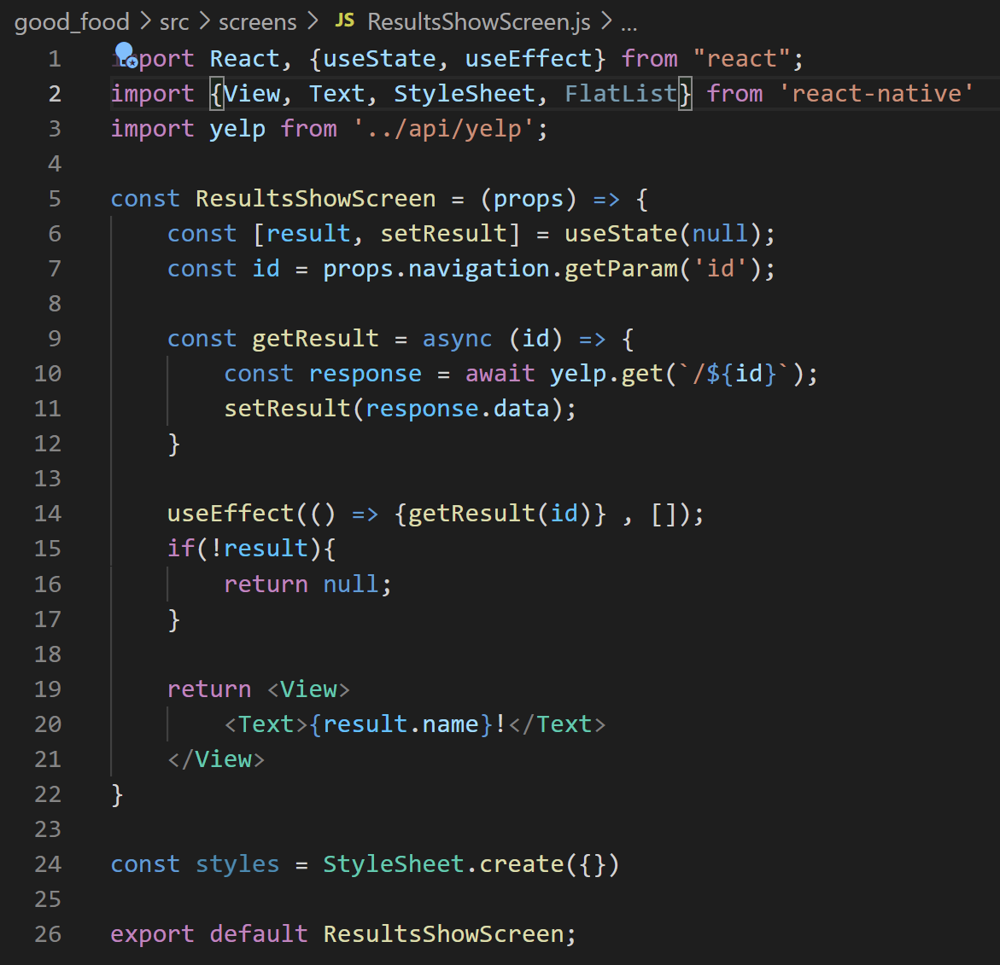 good_food > src > screens > JS ResultsShowScreen.js > ...
1 import React, {useState, useEffect} from "react";
2 import {View, Text, StyleSheet, FlatList} from 'react-native'
3 import yelp from '../api/yelp';
4
5 const ResultsShowScreen = (props) => {
6     const [result, setResult] = useState(null);
7     const id = props.navigation.getParam('id');
8
9     const getResult = async (id) => {
10         const response = await yelp.get(`/${id}`);
11         setResult(response.data);
12     }
13
14     useEffect(() => {getResult(id)} , []);
15     if(!result){
16         return null;
17     }
18
19     return <View>
20         <Text>{result.name}!</Text>
21     </View>
22 }
23
24 const styles = StyleSheet.create({})
25
26 export default ResultsShowScreen;